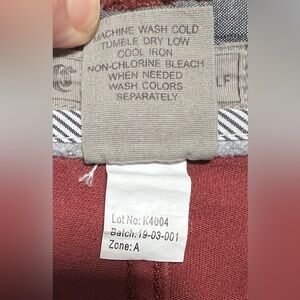 MACHINE WASH COLD
TUMBLE DRY LOW
COOL IRON
NON-CHLORINE BLEACH
WHEN NEEDED
WASH COLORS
SEPARATELY
LF
Lot No: K4004
Batch:19-03-001
Zone: A